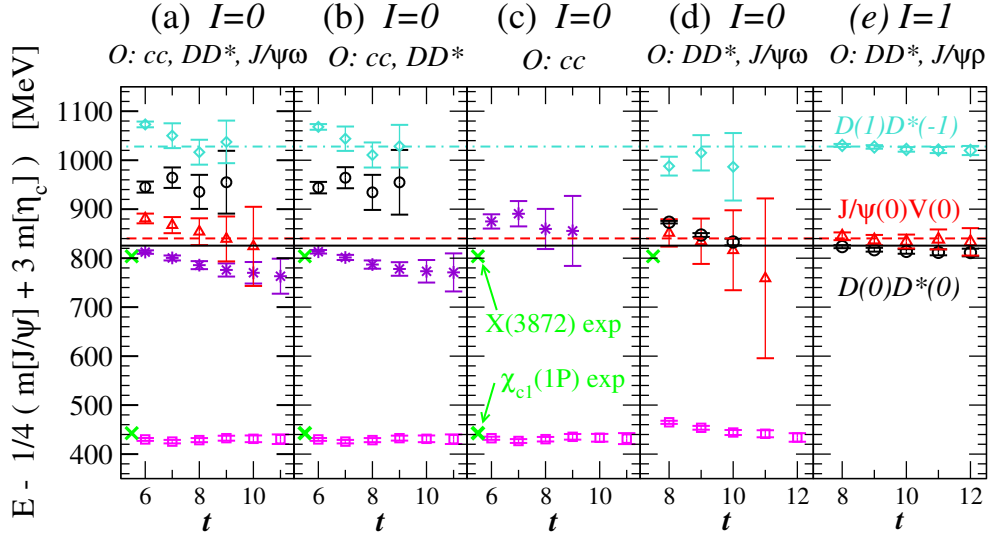 (a) I=0 (b) I=0 (c) I=0 (d) I=0 (e) I=1
O: cc, DD*, J/ψω O: cc, DD* O: cc O: DD*, J/ψω O: DD*, J/ψρ
E - 1/4 ( m[J/ψ] + 3 m[η_c] ) [MeV]
1100
1000
900
800
700
600
500
400
D(1)D*(-1)
J/ψ(0)V(0)
D(0)D*(0)
X(3872) exp
χ_c1(1P) exp
6 8 10 6 8 10 6 8 10 8 10 12 8 10 12
t t t t t